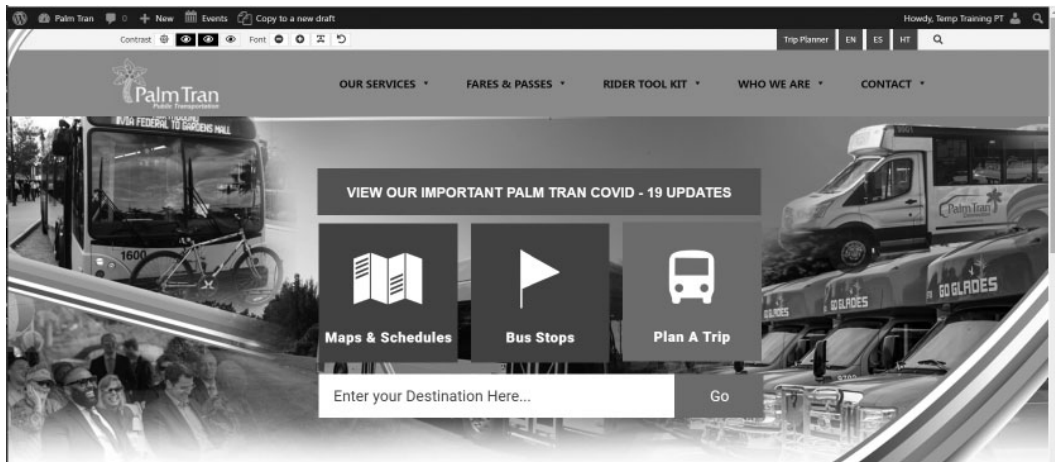 Palm Tran 0 New Events Copy to a new draft Howdy, Temp Training PT
Contrast Font Trip Planner EN ES HT
Palm Tran
Public Transportation
OUR SERVICES FARES & PASSES RIDER TOOL KIT WHO WE ARE CONTACT
VIA FEDERAL TO GARDENS MALL
1600
VIEW OUR IMPORTANT PALM TRAN COVID - 19 UPDATES
Maps & Schedules Bus Stops Plan A Trip
Enter your Destination Here... Go
Palm Tran
GO GLADES
GO GLADES